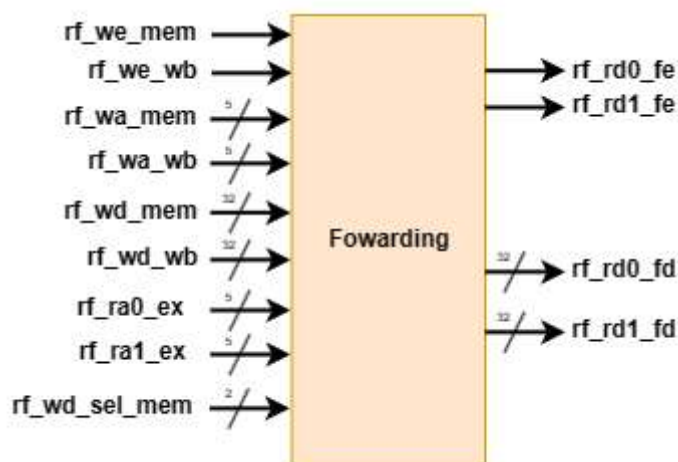 rf_we_mem
rf_we_wb
5
rf_wa_mem
5
rf_wa_wb
32
rf_wd_mem
32
rf_wd_wb
5
rf_ra0_ex
5
rf_ra1_ex
2
rf_wd_sel_mem
Fowarding
rf_rd0_fe
rf_rd1_fe
32
rf_rd0_fd
32
rf_rd1_fd